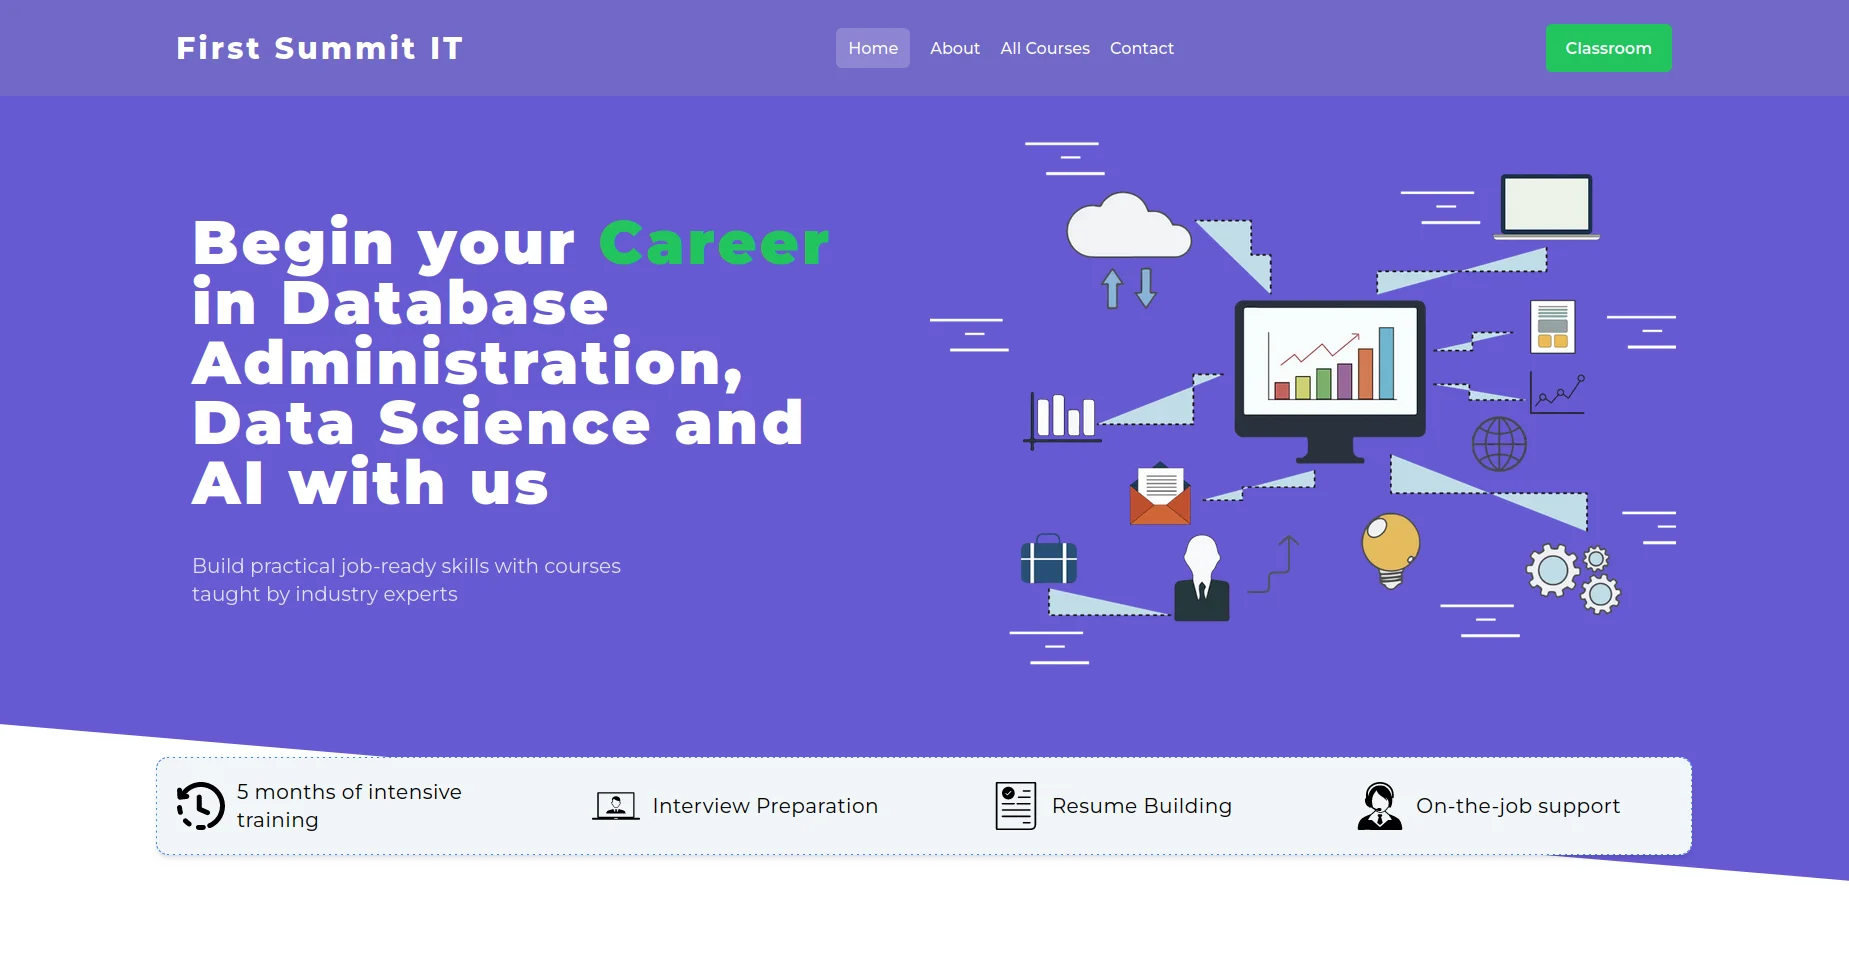 First Summit IT
Home
About
All Courses
Contact
Classroom
Begin your Career
in Database
Administration,
Data Science and
AI with us
Build practical job-ready skills with courses
taught by industry experts
5 months of intensive
training
Interview Preparation
Resume Building
On-the-job support